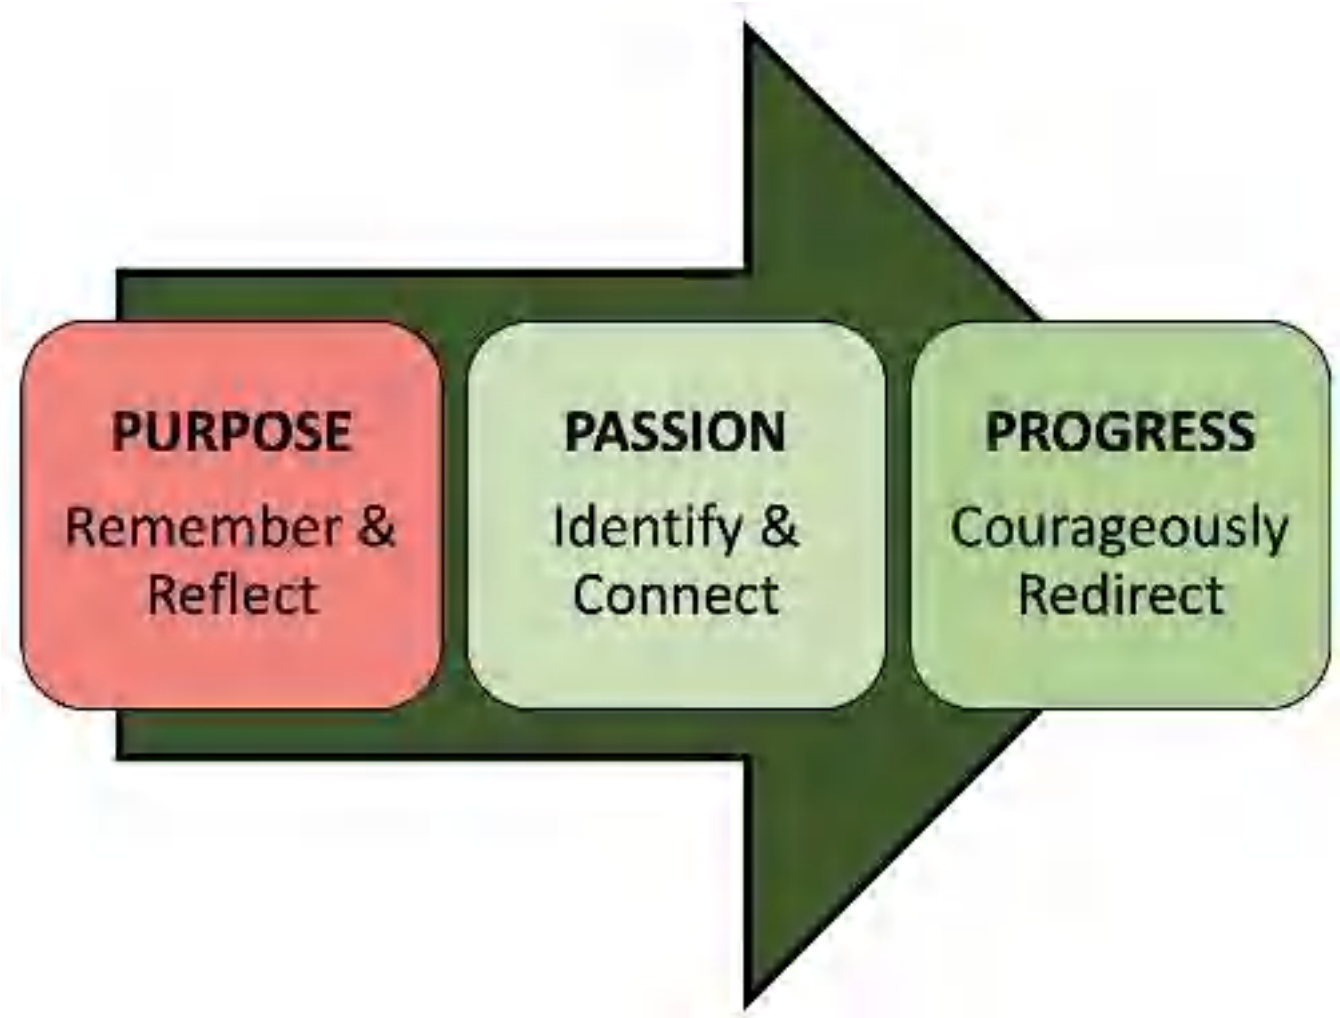 PURPOSE
Remember &
Reflect
PASSION
Identify &
Connect
PROGRESS
Courageously
Redirect